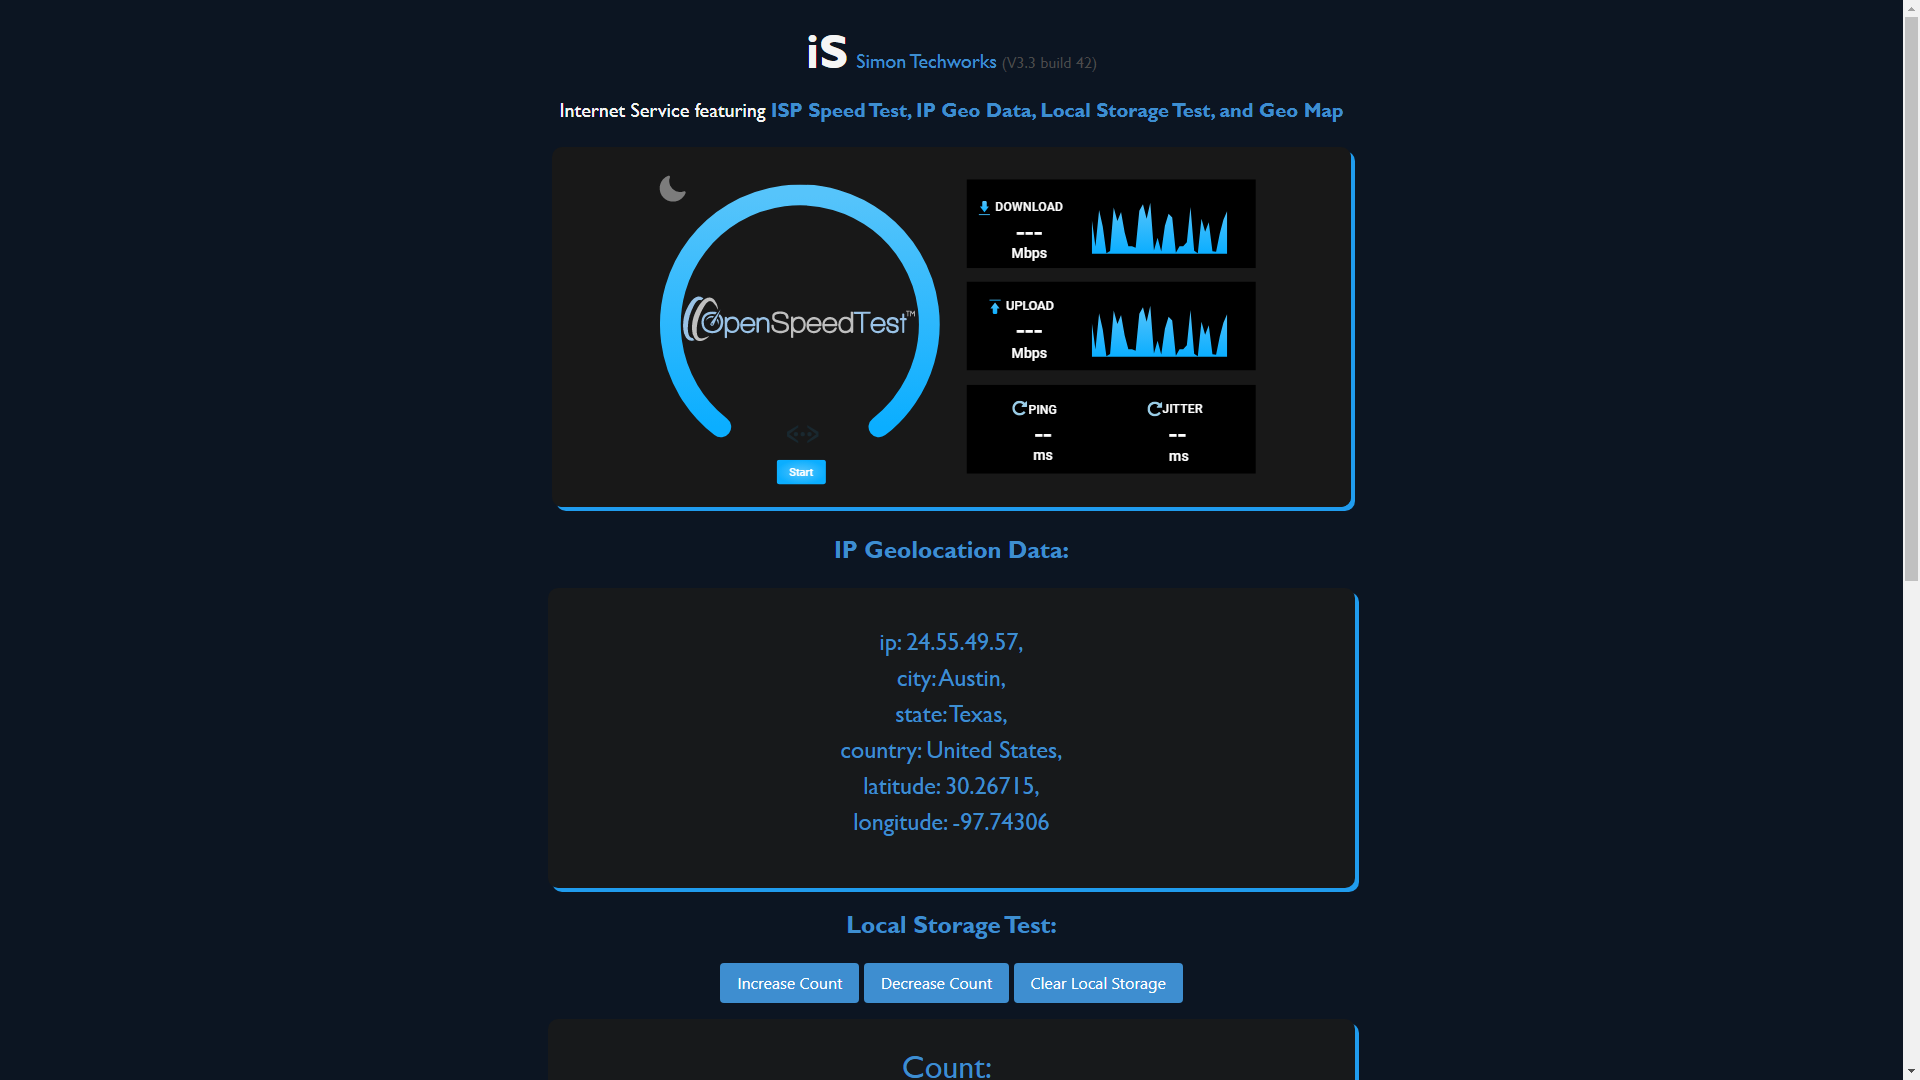 iS Simon Techworks (V3.3 build 42)
Internet Service featuring ISP Speed Test, IP Geo Data, Local Storage Test, and Geo Map
OpenSpeedTest™
Start
DOWNLOAD
---
Mbps
UPLOAD
---
Mbps
PING
--
ms
JITTER
--
ms
IP Geolocation Data:
ip: 24.55.49.57,
city: Austin,
state: Texas,
country: United States,
latitude: 30.26715,
longitude: -97.74306
Local Storage Test:
Increase Count
Decrease Count
Clear Local Storage
Count: